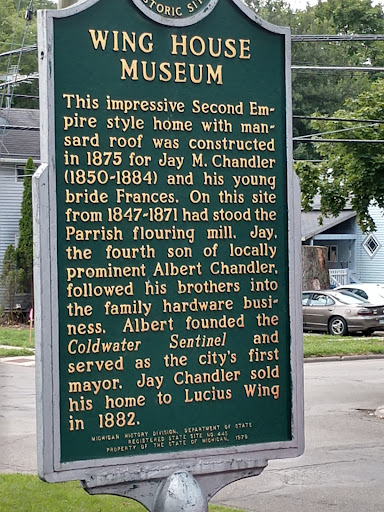 HISTORIC SITE
WING HOUSE
MUSEUM
This impressive Second Em-
pire style home with man-
sard roof was constructed
in 1875 for Jay M. Chandler
(1850-1884) and his young
bride Frances. On this site
from 1847-1871 had stood the
Parrish flouring mill. Jay,
the fourth son of locally
prominent Albert Chandler,
followed his brothers into
the family hardware busi-
ness. Albert founded the
Coldwater Sentinel and
served as the city's first
mayor. Jay Chandler sold
his home to Lucius Wing
in 1882.
MICHIGAN HISTORY DIVISION, DEPARTMENT OF STATE
REGISTERED STATE SITE NO. 445
PROPERTY OF THE STATE OF MICHIGAN, 1975